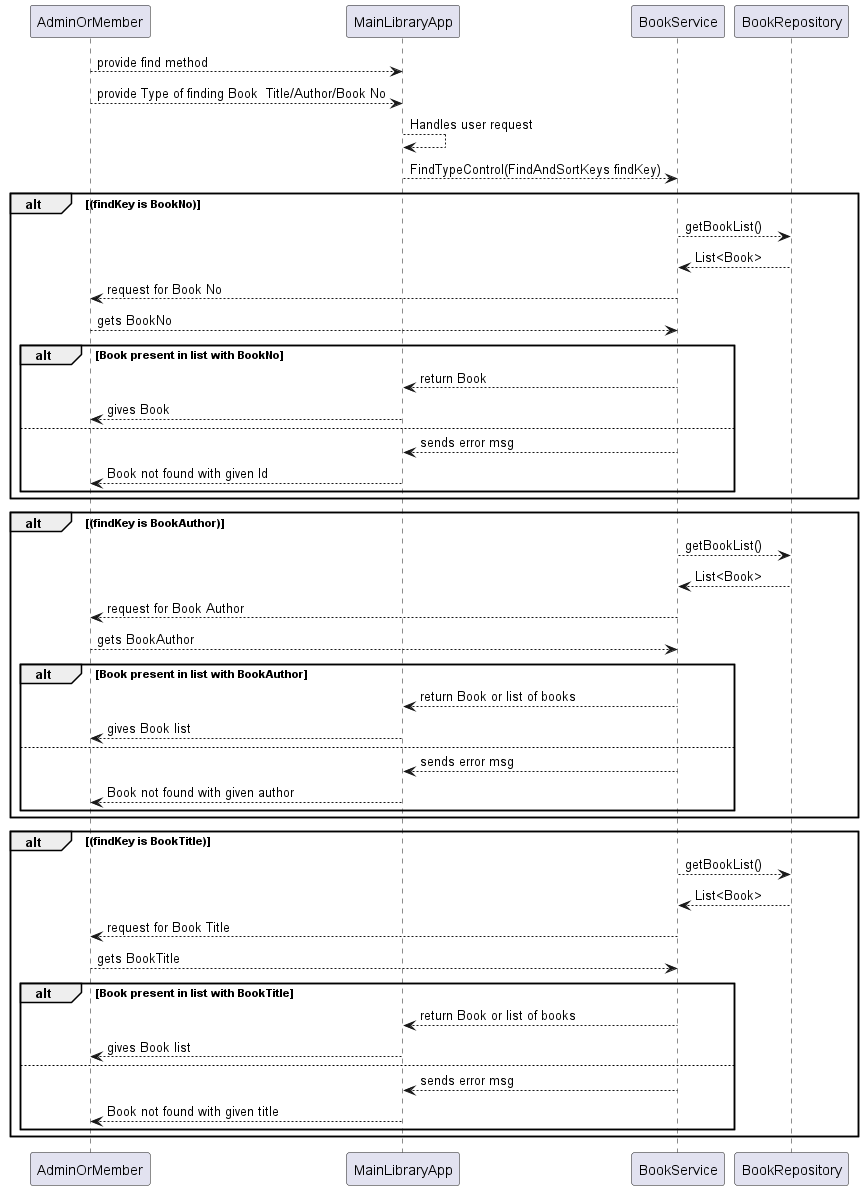 AdminOrMember MainLibraryApp BookService BookRepository
provide find method
provide Type of finding Book  Title/Author/Book No
Handles user request
FindTypeControl(FindAndSortKeys findKey)
alt [(findKey is BookNo)]
getBookList()
List<Book>
request for Book No
gets BookNo
alt [Book present in list with BookNo]
return Book
gives Book
sends error msg
Book not found with given Id
alt [(findKey is BookAuthor)]
getBookList()
List<Book>
request for Book Author
gets BookAuthor
alt [Book present in list with BookAuthor]
return Book or list of books
gives Book list
sends error msg
Book not found with given author
alt [(findKey is BookTitle)]
getBookList()
List<Book>
request for Book Title
gets BookTitle
alt [Book present in list with BookTitle]
return Book or list of books
gives Book list
sends error msg
Book not found with given title
AdminOrMember MainLibraryApp BookService BookRepository